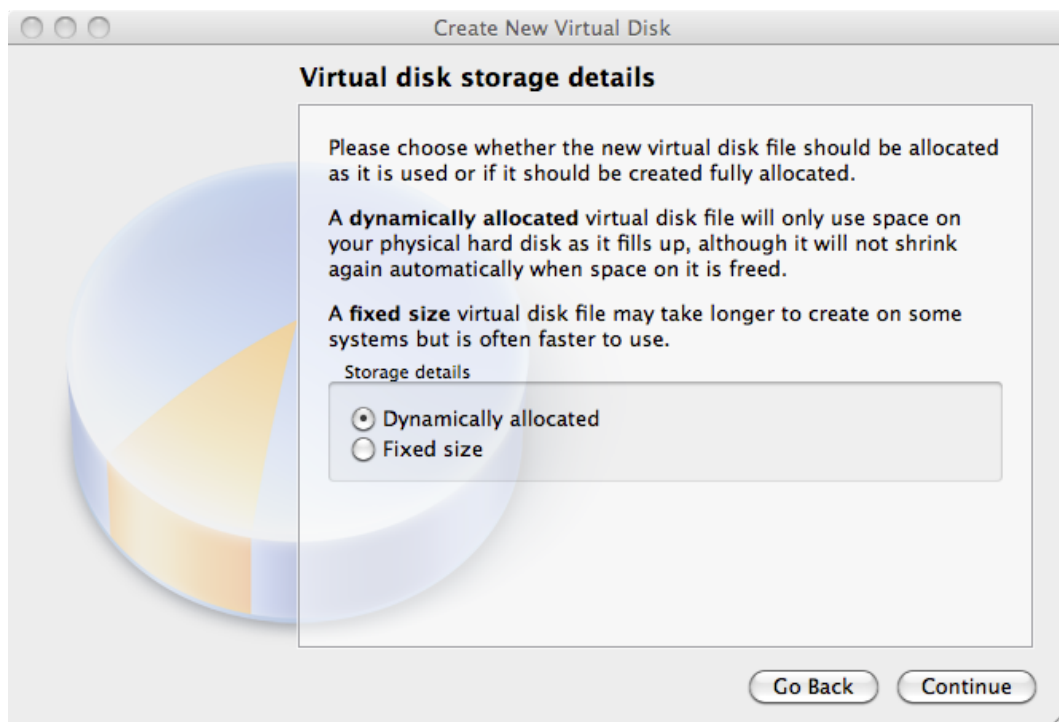 Create New Virtual Disk
Virtual disk storage details
Please choose whether the new virtual disk file should be allocated
as it is used or if it should be created fully allocated.
A dynamically allocated virtual disk file will only use space on
your physical hard disk as it fills up, although it will not shrink
again automatically when space on it is freed.
A fixed size virtual disk file may take longer to create on some
systems but is often faster to use.
Storage details
Dynamically allocated
Fixed size
Go Back
Continue